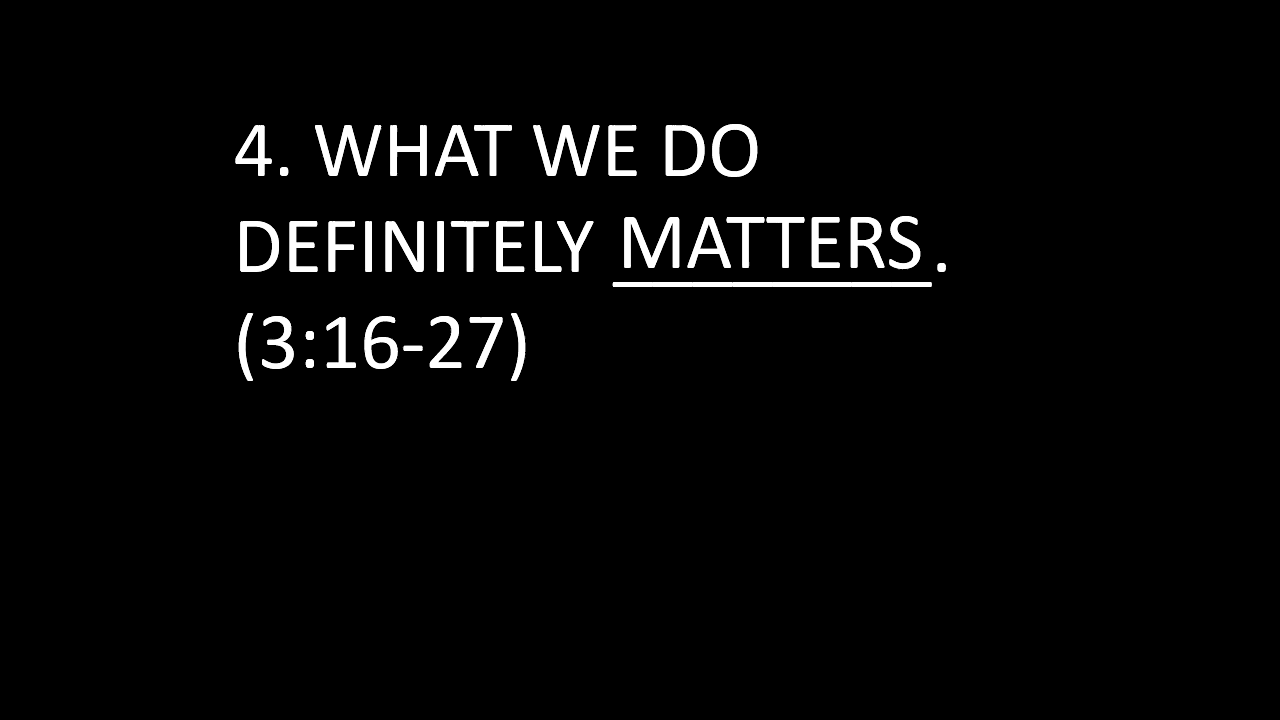 4. WHAT WE DO
DEFINITELY MATTERS.
(3:16-27)